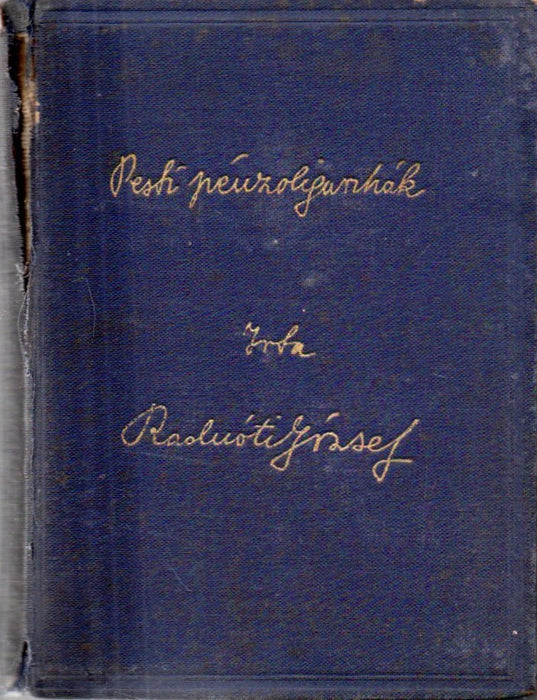 Pesti pénzoligarchák
Irta
Radnóti József